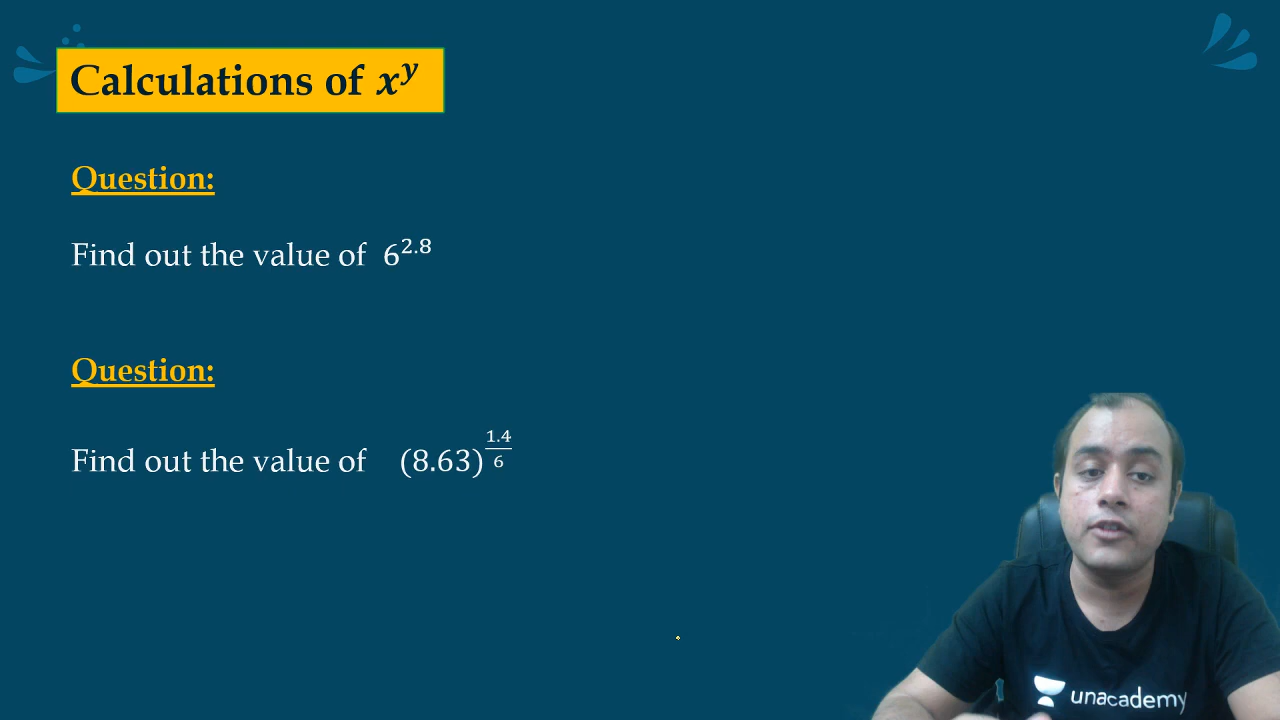 Calculations of x^y
Question:
Find out the value of 6^2.8
Question:
Find out the value of (8.63)^(1.4/6)
unacademy